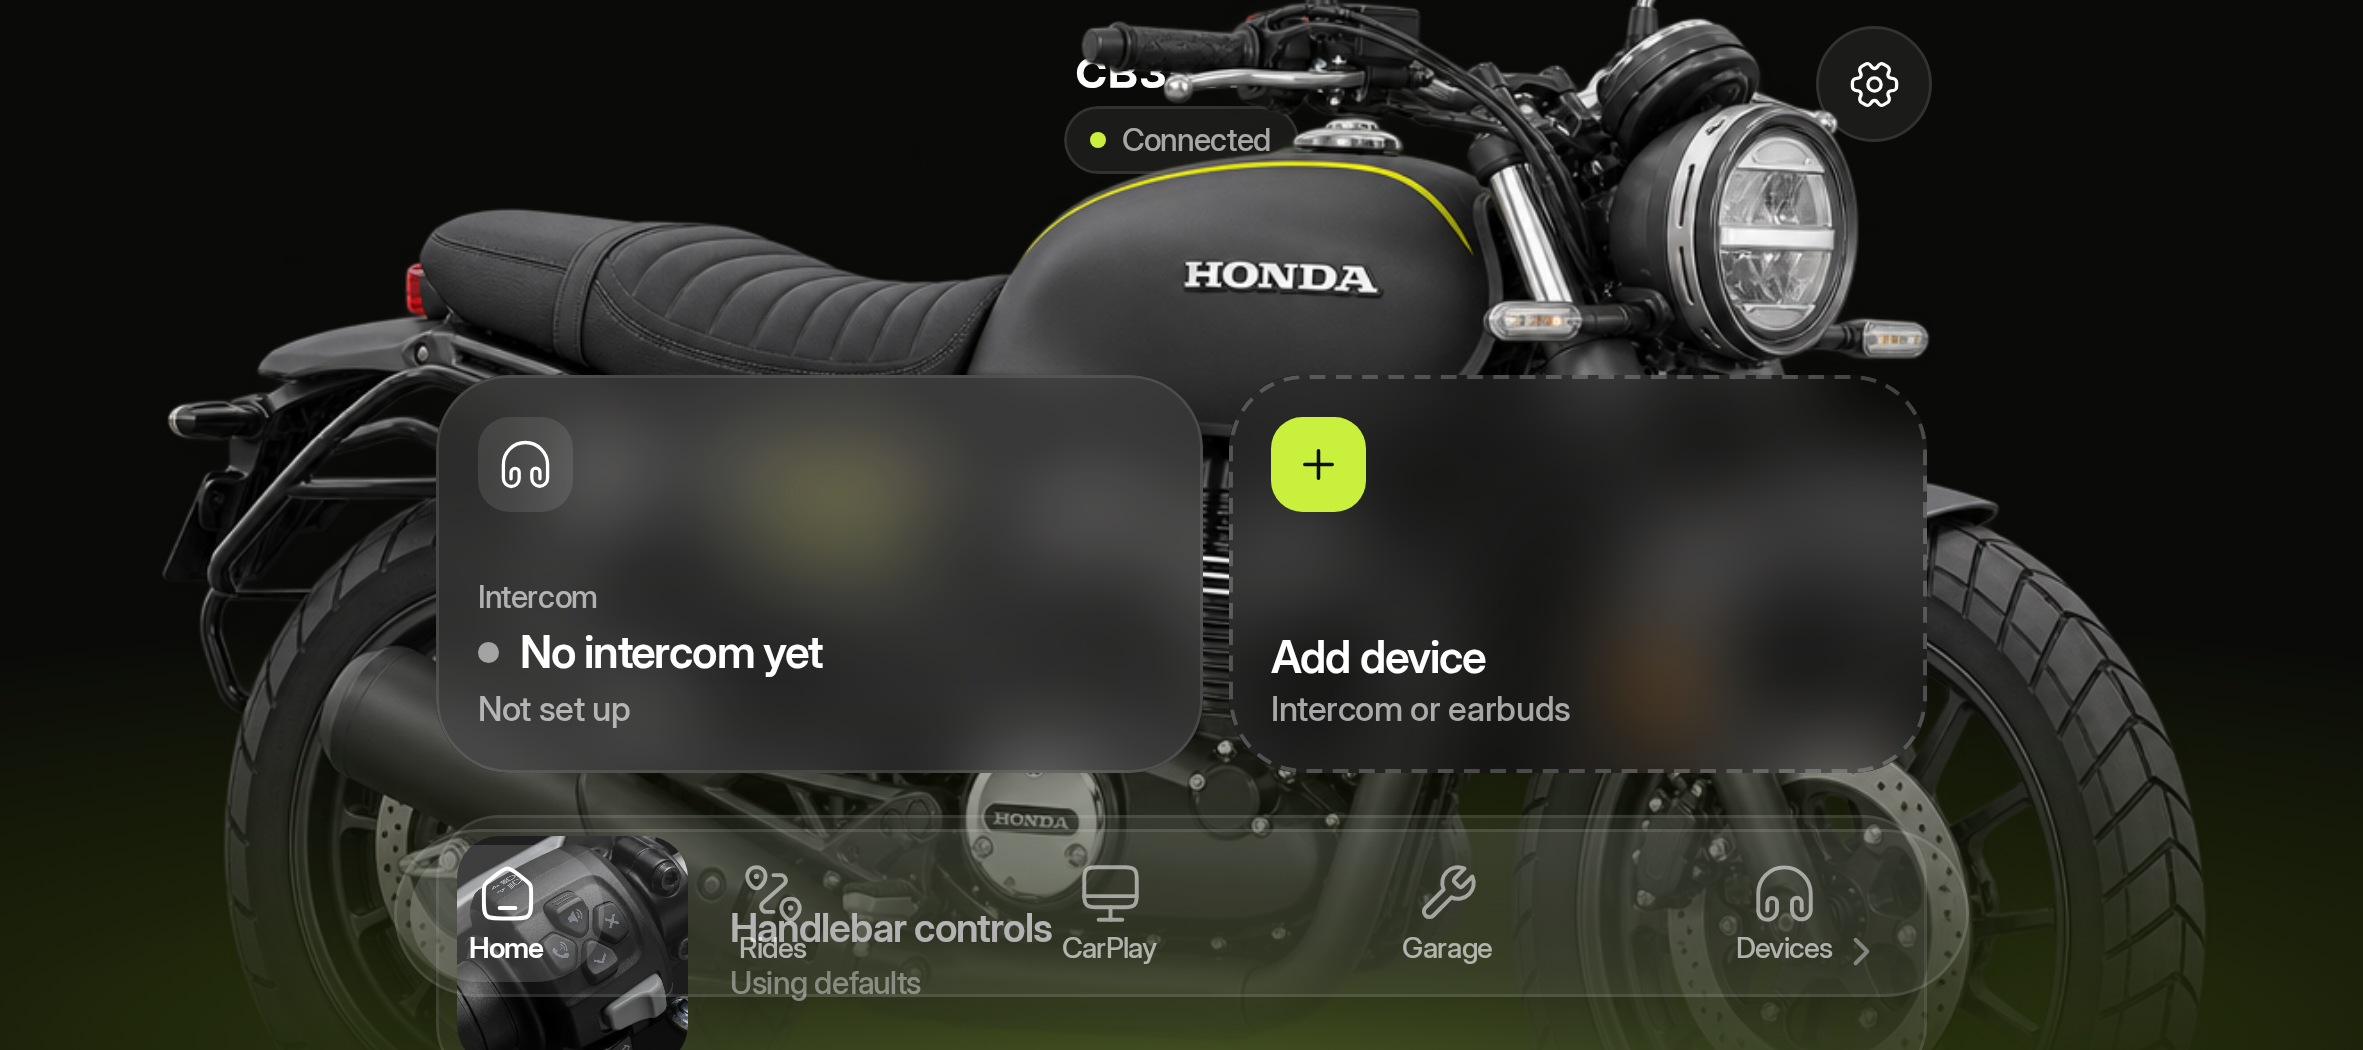 CB3
Connected
HONDA
Intercom
No intercom yet
Not set up
Add device
Intercom or earbuds
HONDA
Handlebar controls
Using defaults
Home
Rides
CarPlay
Garage
Devices